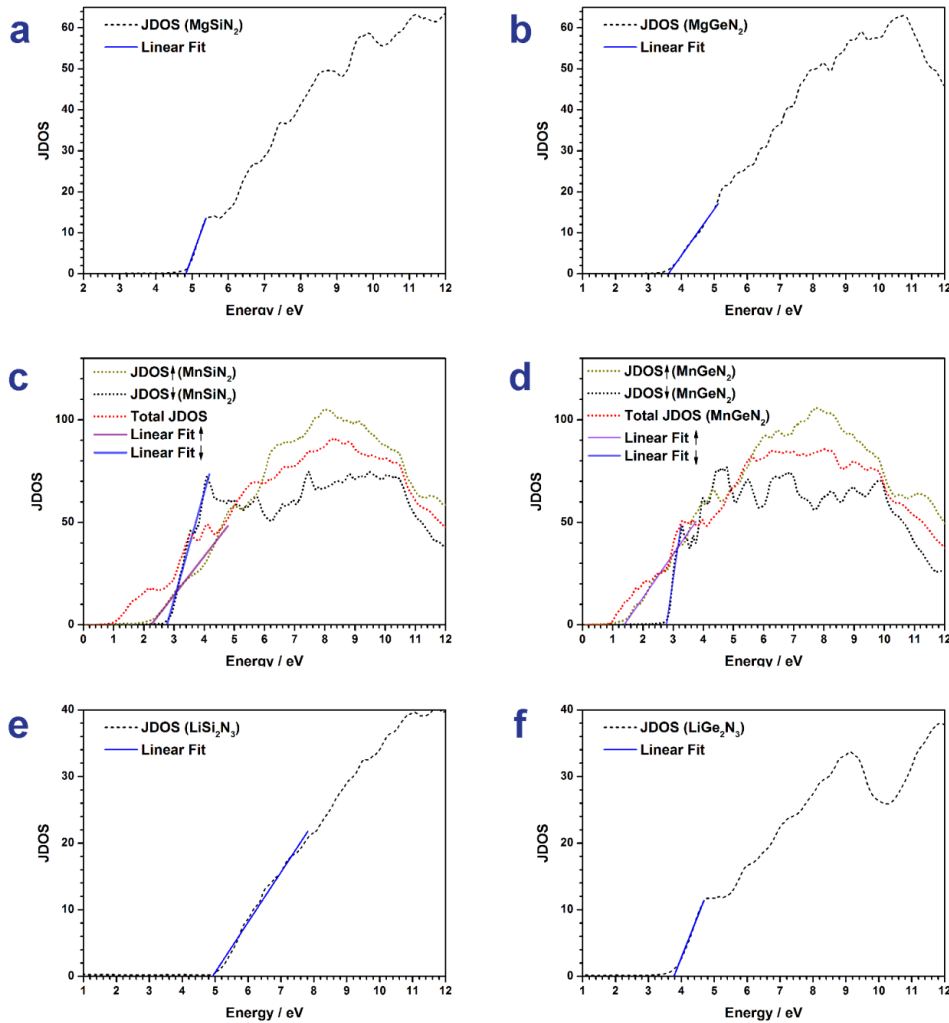 a
JDOS (MgSiN₂)
Linear Fit
60
50
40
30
20
10
0
JDOS
2 3 4 5 6 7 8 9 10 11 12
Energy / eV
b
JDOS (MgGeN₂)
Linear Fit
60
50
40
30
20
10
0
JDOS
1 2 3 4 5 6 7 8 9 10 11 12
Energy / eV
c
JDOS↑(MnSiN₂)
JDOS↓(MnSiN₂)
Total JDOS
Linear Fit↑
Linear Fit↓
100
50
0
JDOS
0 1 2 3 4 5 6 7 8 9 10 11 12
Energy / eV
d
JDOS↑(MnGeN₂)
JDOS↓(MnGeN₂)
Total JDOS (MnGeN₂)
Linear Fit↑
Linear Fit↓
100
50
0
JDOS
0 1 2 3 4 5 6 7 8 9 10 11 12
Energy / eV
e
JDOS (LiSi₂N₃)
Linear Fit
40
30
20
10
0
JDOS
1 2 3 4 5 6 7 8 9 10 11 12
Energy / eV
f
JDOS (LiGe₂N₃)
Linear Fit
40
30
20
10
0
JDOS
1 2 3 4 5 6 7 8 9 10 11 12
Energy / eV